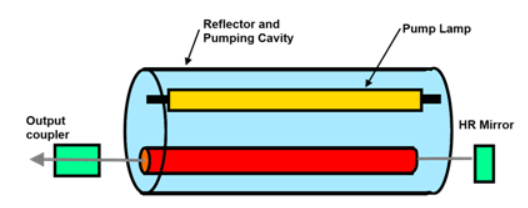 Reflector and
Pumping Cavity
Pump Lamp
Output
coupler
HR Mirror